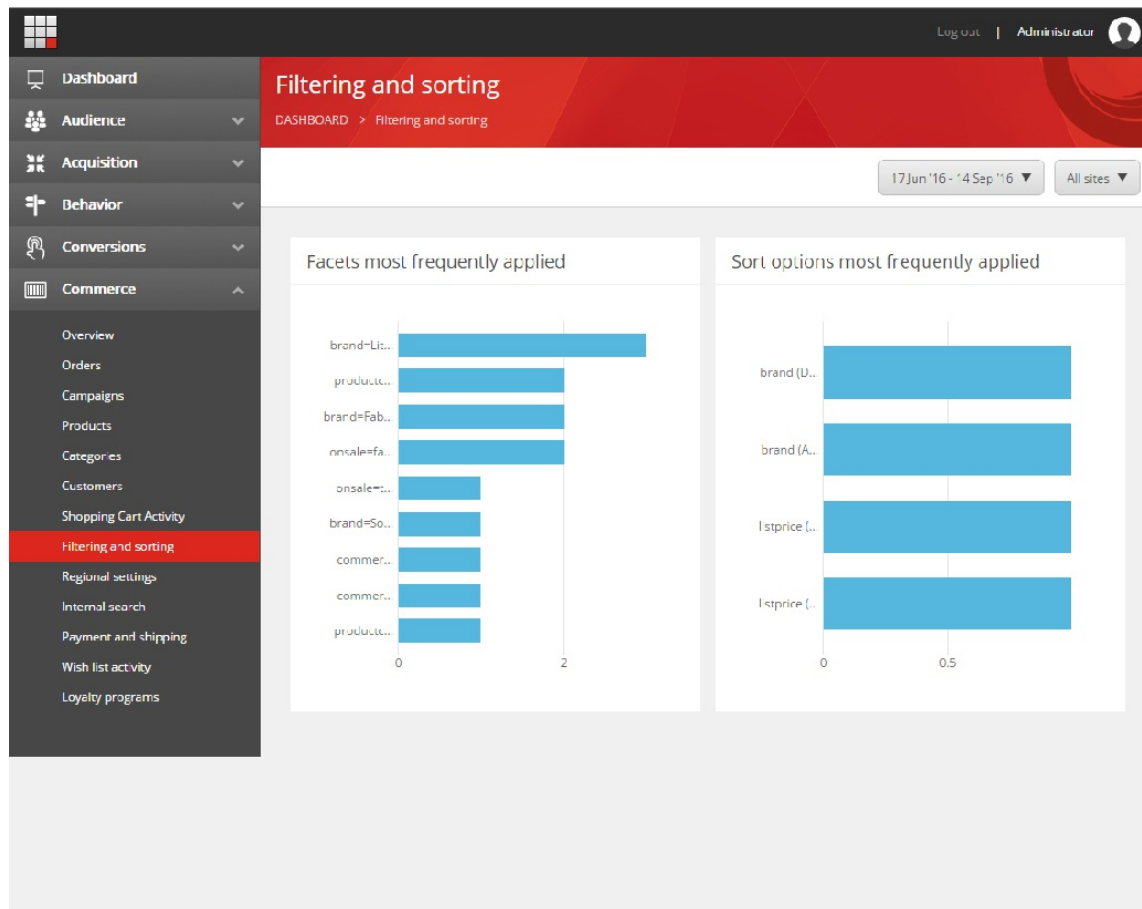 Log out | Administrator
Dashboard
Audience
Acquisition
Behavior
Conversions
Commerce
Overview
Orders
Campaigns
Products
Categories
Customers
Shopping Cart Activity
Filtering and sorting
Regional settings
Internal search
Payment and shipping
Wish list activity
Loyalty programs
Filtering and sorting
DASHBOARD > Filtering and sorting
17 Jun '16 - 14 Sep '16 ▼
All sites ▼
Facets most frequently applied
brand=Lit...
productc...
brand=Fab...
onsale=fa...
onsale=t...
brand=So...
commer...
commer...
productc...
0 2
Sort options most frequently applied
brand (D...
brand (A...
listprice (...
listprice (...
0 0.5